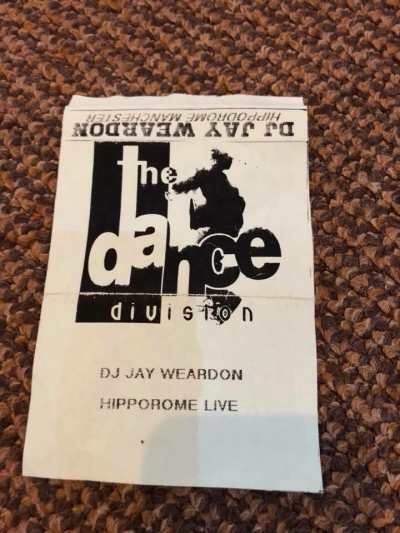 HIPPODROME MANCHESTER
DJ JAY WEARDON
the
dance
division
DJ JAY WEARDON
HIPPOROME LIVE